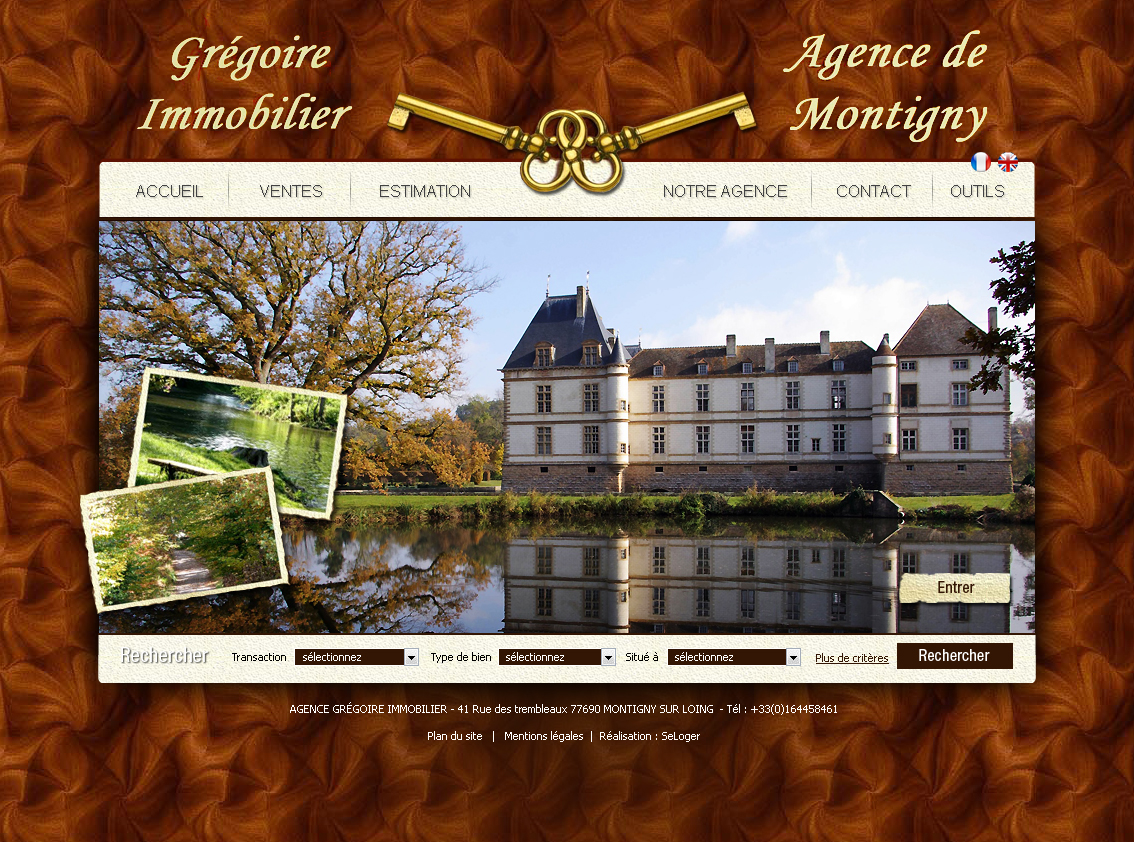 Grégoire
Immobilier
Agence de
Montigny
ACCUEIL VENTES ESTIMATION NOTRE AGENCE CONTACT OUTILS
Entrer
Rechercher Transaction sélectionnez Type de bien sélectionnez Situé à sélectionnez Plus de critères Rechercher
AGENCE GRÉGOIRE IMMOBILIER - 41 Rue des trembleaux 77690 MONTIGNY SUR LOING - Tél : +33(0)164458461
Plan du site | Mentions légales | Réalisation : SeLoger